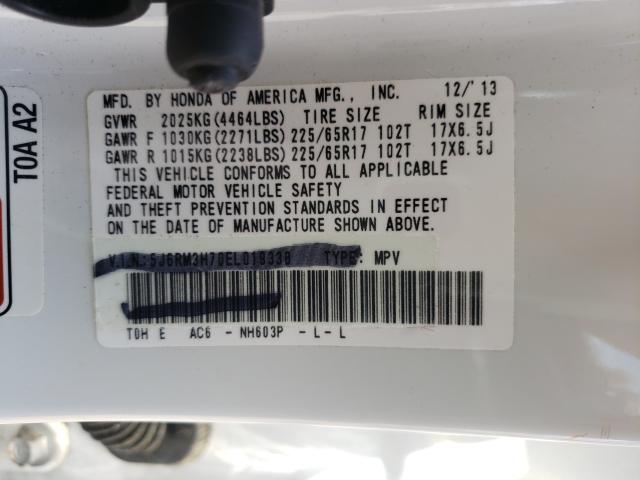 TOA A2
MFD. BY HONDA OF AMERICA MFG., INC. 12/'13
GVWR 2025KG(4464LBS) TIRE SIZE RIM SIZE
GAWR F 1030KG(2271LBS) 225/65R17 102T 17X6.5J
GAWR R 1015KG(2238LBS) 225/65R17 102T 17X6.5J
THIS VEHICLE CONFORMS TO ALL APPLICABLE
FEDERAL MOTOR VEHICLE SAFETY
AND THEFT PREVENTION STANDARDS IN EFFECT
ON THE DATE OF MANUFACTURE SHOWN ABOVE.
V.I.N.: TYPE: MPV
TOH E AC6 - NH603P - L - L